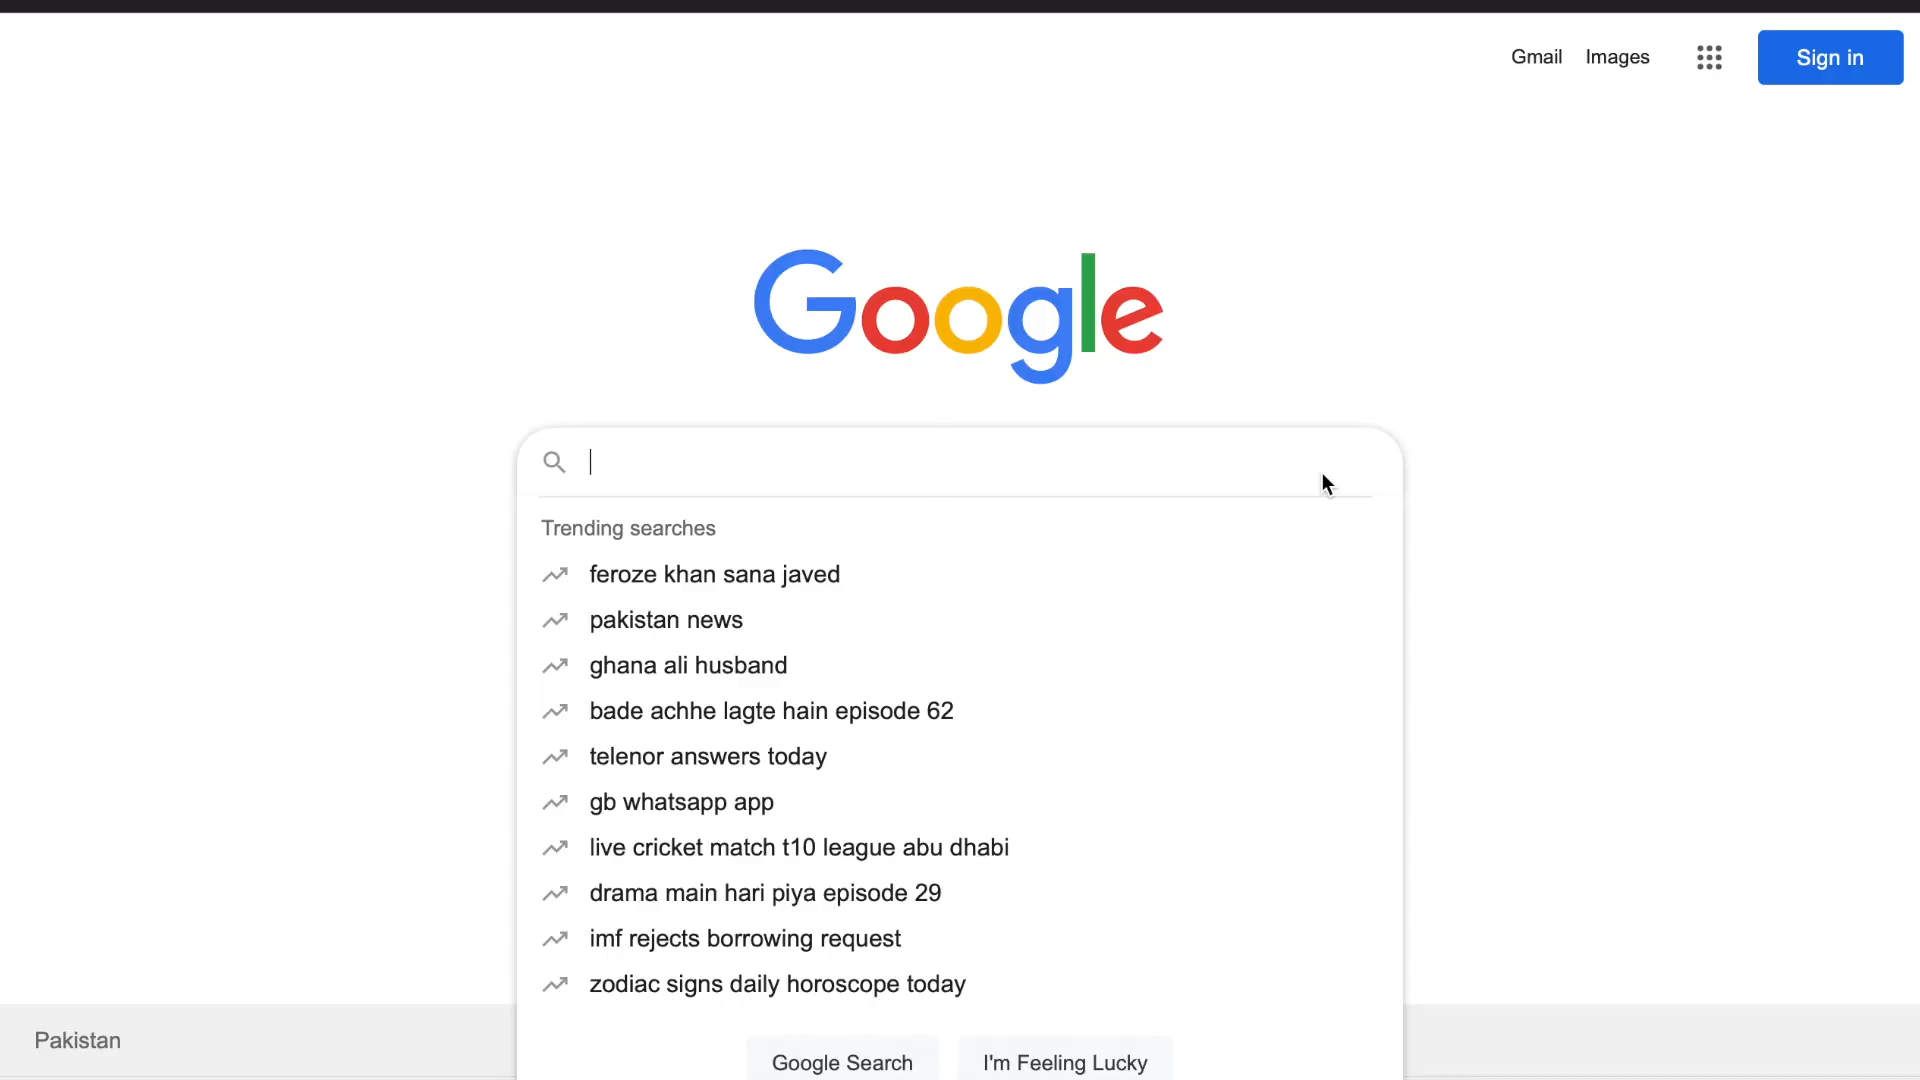 Gmail Images Sign in
Google
Trending searches
feroze khan sana javed
pakistan news
ghana ali husband
bade achhe lagte hain episode 62
telenor answers today
gb whatsapp app
live cricket match t10 league abu dhabi
drama main hari piya episode 29
imf rejects borrowing request
zodiac signs daily horoscope today
Pakistan
Google Search I'm Feeling Lucky